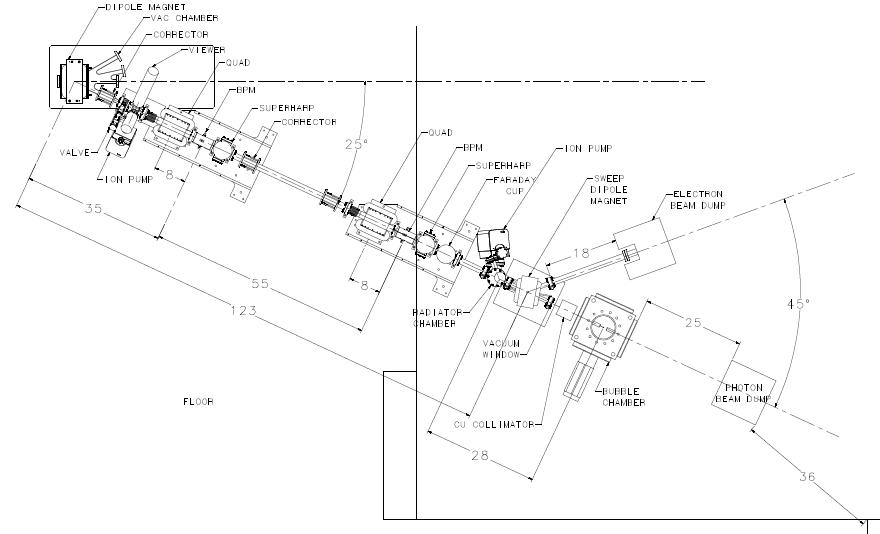 DIPOLE MAGNET
VAC CHAMBER
CORRECTOR
VIEWER
QUAD
BPM
SUPERHARP
CORRECTOR
25°
VALVE
ION PUMP
8
35
QUAD
BPM
SUPERHARP
FARADAY
CUP
ION PUMP
SWEEP
DIPOLE
MAGNET
ELECTRON
BEAM DUMP
18
45°
55
8
123
RADIATOR
CHAMBER
VACUUM
WINDOW
25
BUBBLE
CHAMBER
PHOTON
BEAM DUMP
FLOOR
CU COLLIMATOR
28
36